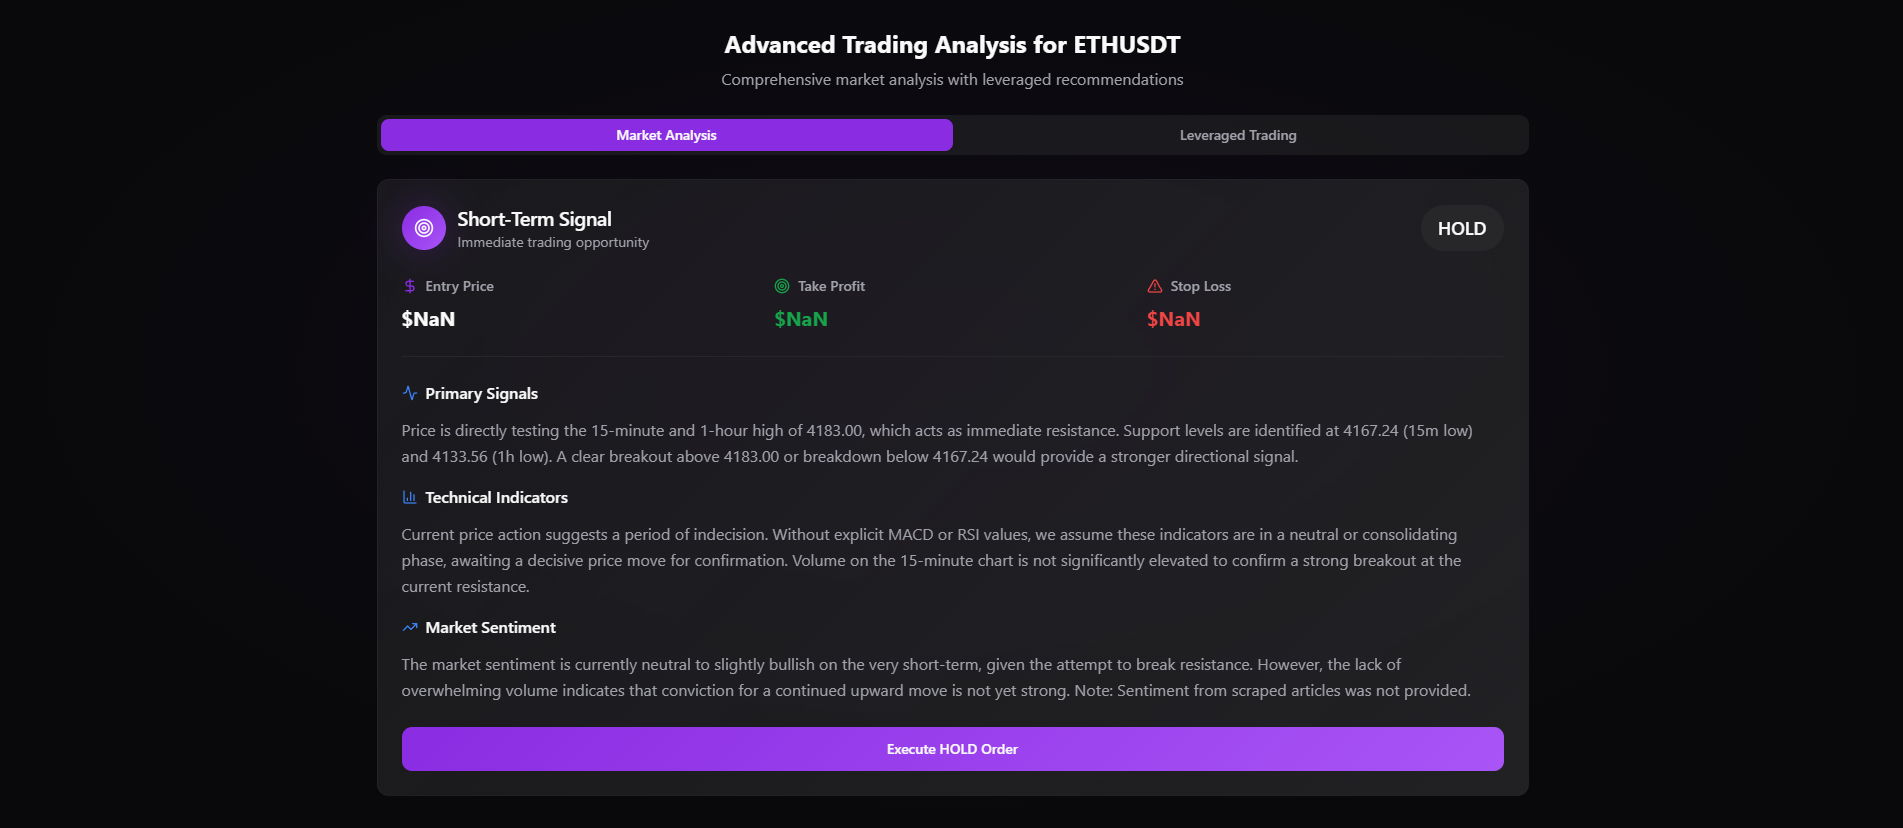 Advanced Trading Analysis for ETHUSDT
Comprehensive market analysis with leveraged recommendations
Market Analysis
Leveraged Trading
Short-Term Signal
Immediate trading opportunity
HOLD
Entry Price
$NaN
Take Profit
$NaN
Stop Loss
$NaN
Primary Signals
Price is directly testing the 15-minute and 1-hour high of 4183.00, which acts as immediate resistance. Support levels are identified at 4167.24 (15m low)
and 4133.56 (1h low). A clear breakout above 4183.00 or breakdown below 4167.24 would provide a stronger directional signal.
Technical Indicators
Current price action suggests a period of indecision. Without explicit MACD or RSI values, we assume these indicators are in a neutral or consolidating
phase, awaiting a decisive price move for confirmation. Volume on the 15-minute chart is not significantly elevated to confirm a strong breakout at the
current resistance.
Market Sentiment
The market sentiment is currently neutral to slightly bullish on the very short-term, given the attempt to break resistance. However, the lack of
overwhelming volume indicates that conviction for a continued upward move is not yet strong. Note: Sentiment from scraped articles was not provided.
Execute HOLD Order